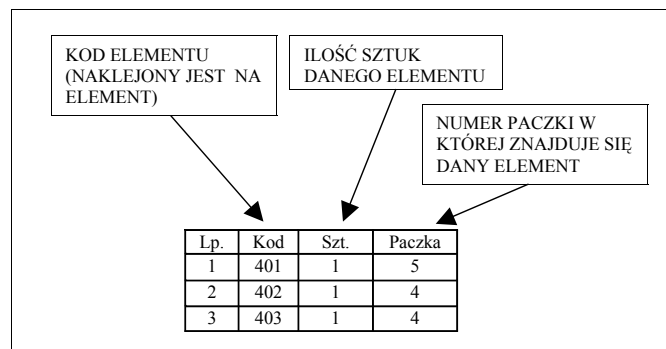 KOD ELEMENTU
(NAKLEJONY JEST NA
ELEMENT)
ILOŚĆ SZTUK
DANEGO ELEMENTU
NUMER PACZKI W
KTÓREJ ZNAJDUJE SIĘ
DANY ELEMENT
Lp. Kod Szt. Paczka
1 401 1 5
2 402 1 4
3 403 1 4